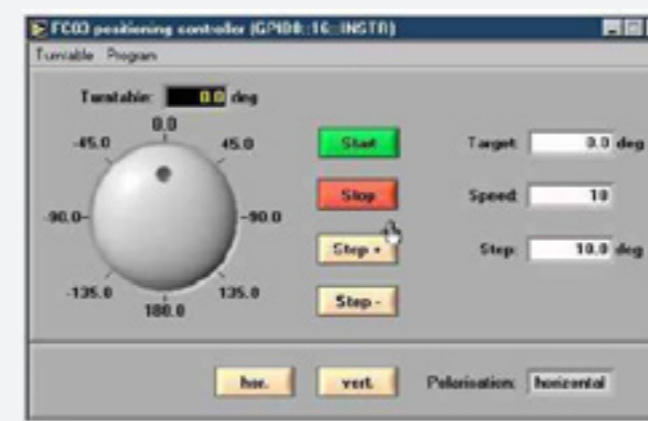 FC03 positioning controller (GPIB0::16::INSTR)
Turntable Program
Turntable: 0.0 deg
0.0
-45.0 45.0
-90.0 -90.0
-135.0 135.0
180.0
Start
Stop
Step +
Step -
Target: 0.0 deg
Speed: 10
Step: 10.0 deg
hor. vert. Polarisation: horizontal